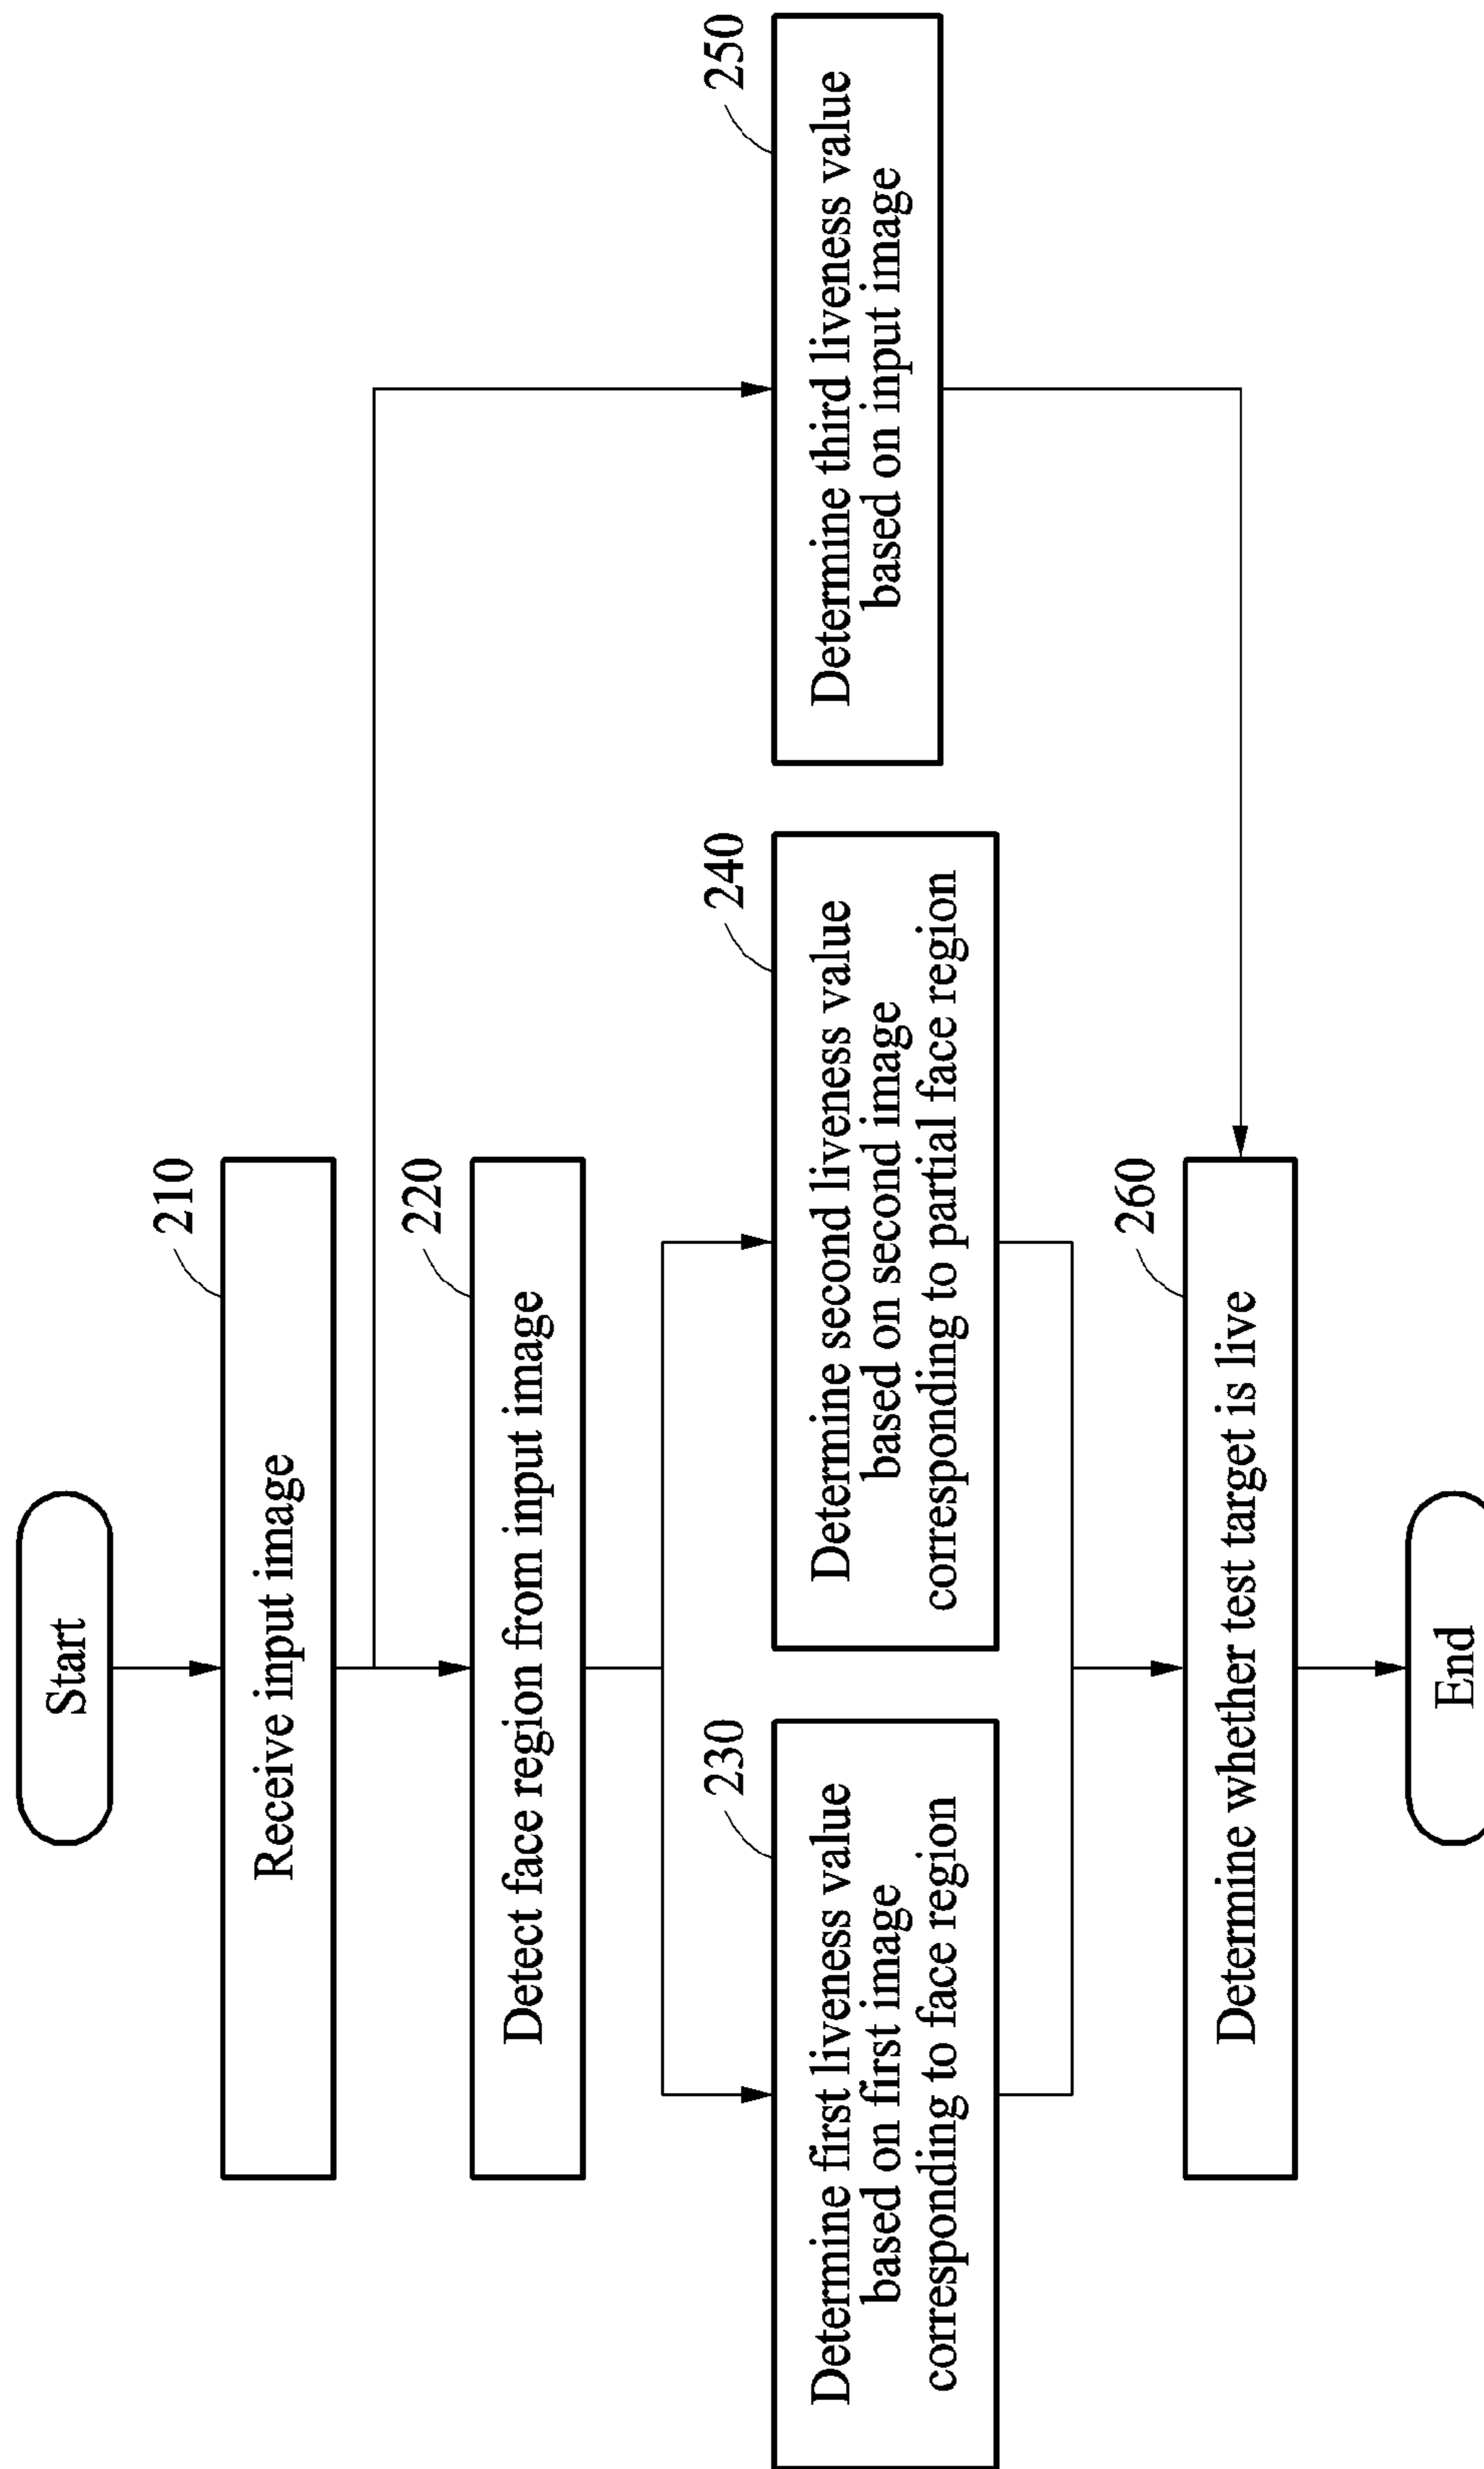 Start
210
Receive input image
220
Detect face region from input image
230
Determine first liveness value
based on first image
corresponding to face region
240
Determine second liveness value
based on second image
corresponding to partial face region
250
Determine third liveness value
based on input image
260
Determine whether test target is live
End